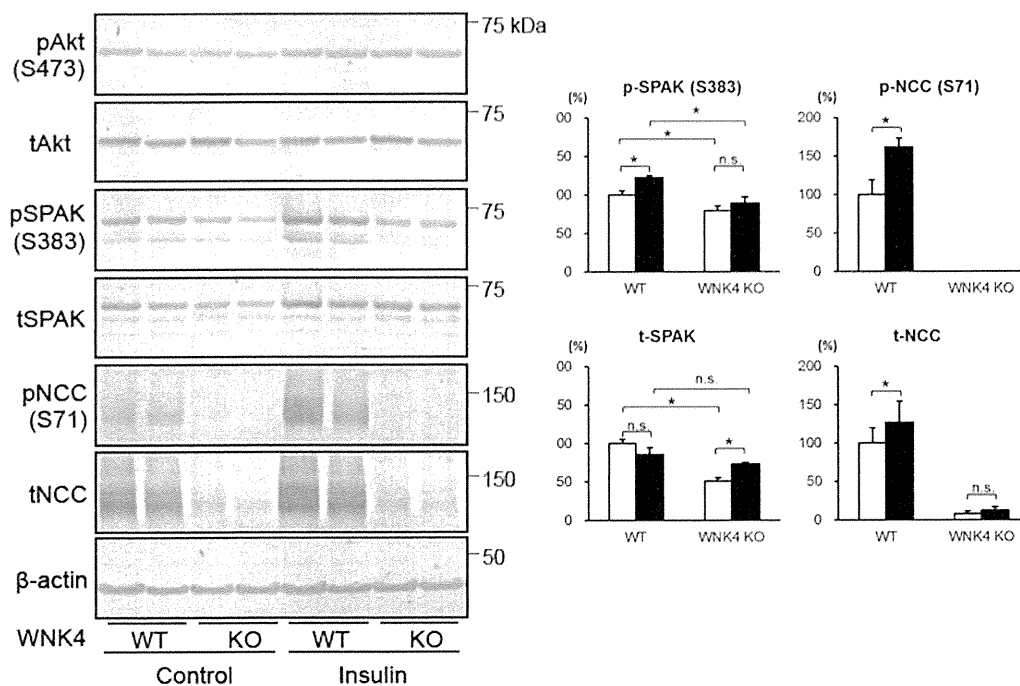 pAkt
(S473)
75 kDa
tAkt
75
pSPAK
(S383)
75
tSPAK
75
pNCC
(S71)
150
tNCC
150
β-actin
50
WNK4
WT
KO
WT
KO
Control
Insulin
p-SPAK (S383)
(%)
00
50
00
50
0
*
*
*
n.s.
WT
WNK4 KO
p-NCC (S71)
(%)
200
150
100
50
0
*
WT
WNK4 KO
t-SPAK
(%)
00
50
00
50
0
n.s.
*
n.s.
*
WT
WNK4 KO
t-NCC
(%)
200
150
100
50
0
*
n.s.
WT
WNK4 KO